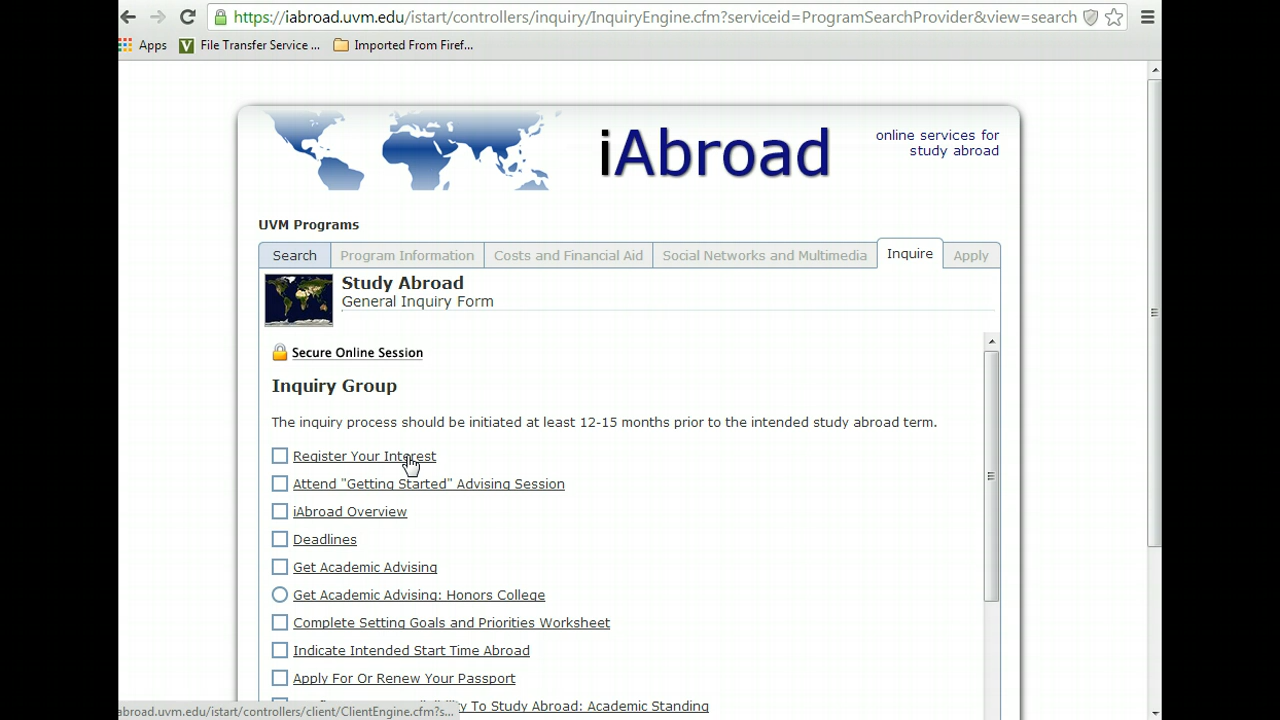 https://iabroad.uvm.edu/istart/controllers/inquiry/InquiryEngine.cfm?serviceid=ProgramSearchProvider&view=search
Apps File Transfer Service ... Imported From Firef...
iAbroad
online services for
study abroad
UVM Programs
Search Program Information Costs and Financial Aid Social Networks and Multimedia Inquire Apply
Study Abroad
General Inquiry Form
Secure Online Session
Inquiry Group
The inquiry process should be initiated at least 12-15 months prior to the intended study abroad term.
Register Your Interest
Attend "Getting Started" Advising Session
iAbroad Overview
Deadlines
Get Academic Advising
Get Academic Advising: Honors College
Complete Setting Goals and Priorities Worksheet
Indicate Intended Start Time Abroad
Apply For Or Renew Your Passport
To Study Abroad: Academic Standing
abroad.uvm.edu/istart/controllers/client/ClientEngine.cfm?s...